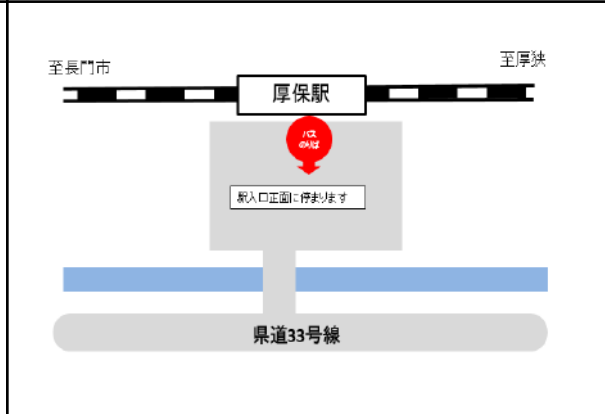 至長門市
至厚狭
厚保駅
バス
のりば
駅入口正面に停まります
県道33号線